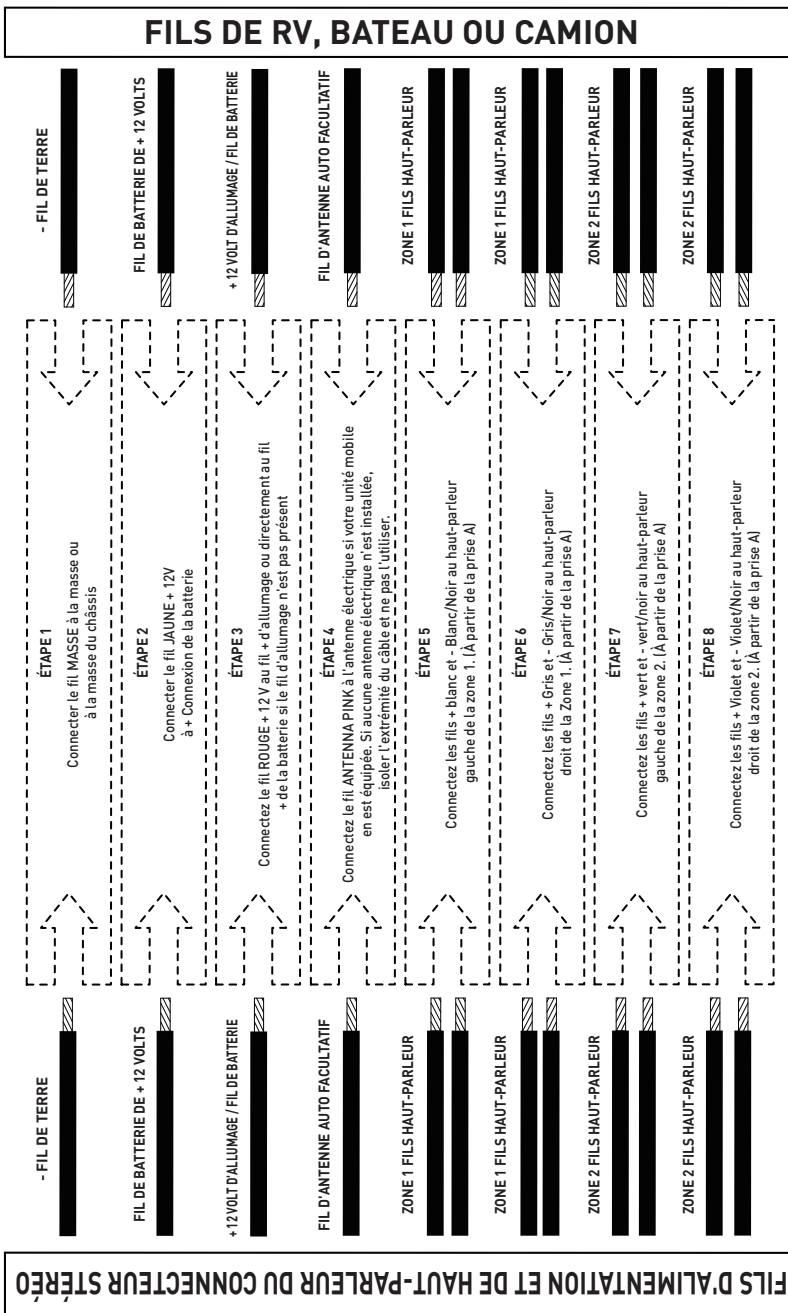 FILS DE RV, BATEAU OU CAMION
- FIL DE TERRE
FIL DE BATTERIE DE + 12 VOLTS
+ 12 VOLT D'ALLUMAGE / FIL DE BATTERIE
FIL D'ANTENNE AUTO FACULTATIF
ZONE 1 FILS HAUT-PARLEUR
ZONE 1 FILS HAUT-PARLEUR
ZONE 2 FILS HAUT-PARLEUR
ZONE 2 FILS HAUT-PARLEUR
ÉTAPE 1
Connecter le fil MASSE à la masse ou
à la masse du châssis
ÉTAPE 2
Connecter le fil JAUNE + 12V
à + Connexion de la batterie
ÉTAPE 3
Connectez le fil ROUGE + 12 V au fil + d'allumage ou directement au fil
+ de la batterie si le fil d'allumage n'est pas présent
ÉTAPE 4
Connectez le fil ANTENNA PINK à l'antenne électrique si votre unité mobile
en est équipée. Si aucune antenne électrique n'est installée,
isoler l'extrémité du câble et ne pas l'utiliser.
ÉTAPE 5
Connectez les fils + blanc et - Blanc/Noir au haut-parleur
gauche de la zone 1. (À partir de la prise A)
ÉTAPE 6
Connectez les fils + Gris et - Gris/Noir au haut-parleur
droit de la Zone 1. (À partir de la prise A)
ÉTAPE 7
Connectez les fils + vert et - vert/noir au haut-parleur
gauche de la zone 2. (À partir de la prise A)
ÉTAPE 8
Connectez les fils + Violet et - Violet/Noir au haut-parleur
droit de la zone 2. (À partir de la prise A)
- FIL DE TERRE
FIL DE BATTERIE DE + 12 VOLTS
+ 12 VOLT D'ALLUMAGE / FIL DE BATTERIE
FIL D'ANTENNE AUTO FACULTATIF
ZONE 1 FILS HAUT-PARLEUR
ZONE 1 FILS HAUT-PARLEUR
ZONE 2 FILS HAUT-PARLEUR
ZONE 2 FILS HAUT-PARLEUR
FILS D'ALIMENTATION ET DE HAUT-PARLEUR DU CONNECTEUR STÉRÉO